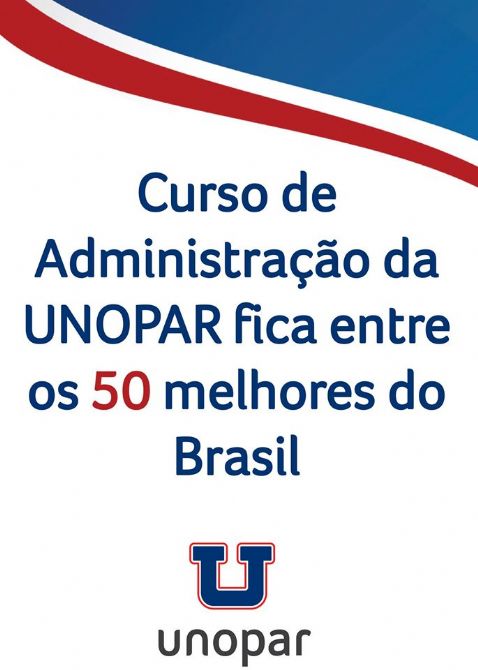 Curso de
Administração da
UNOPAR fica entre
os 50 melhores do
Brasil
U
unopar